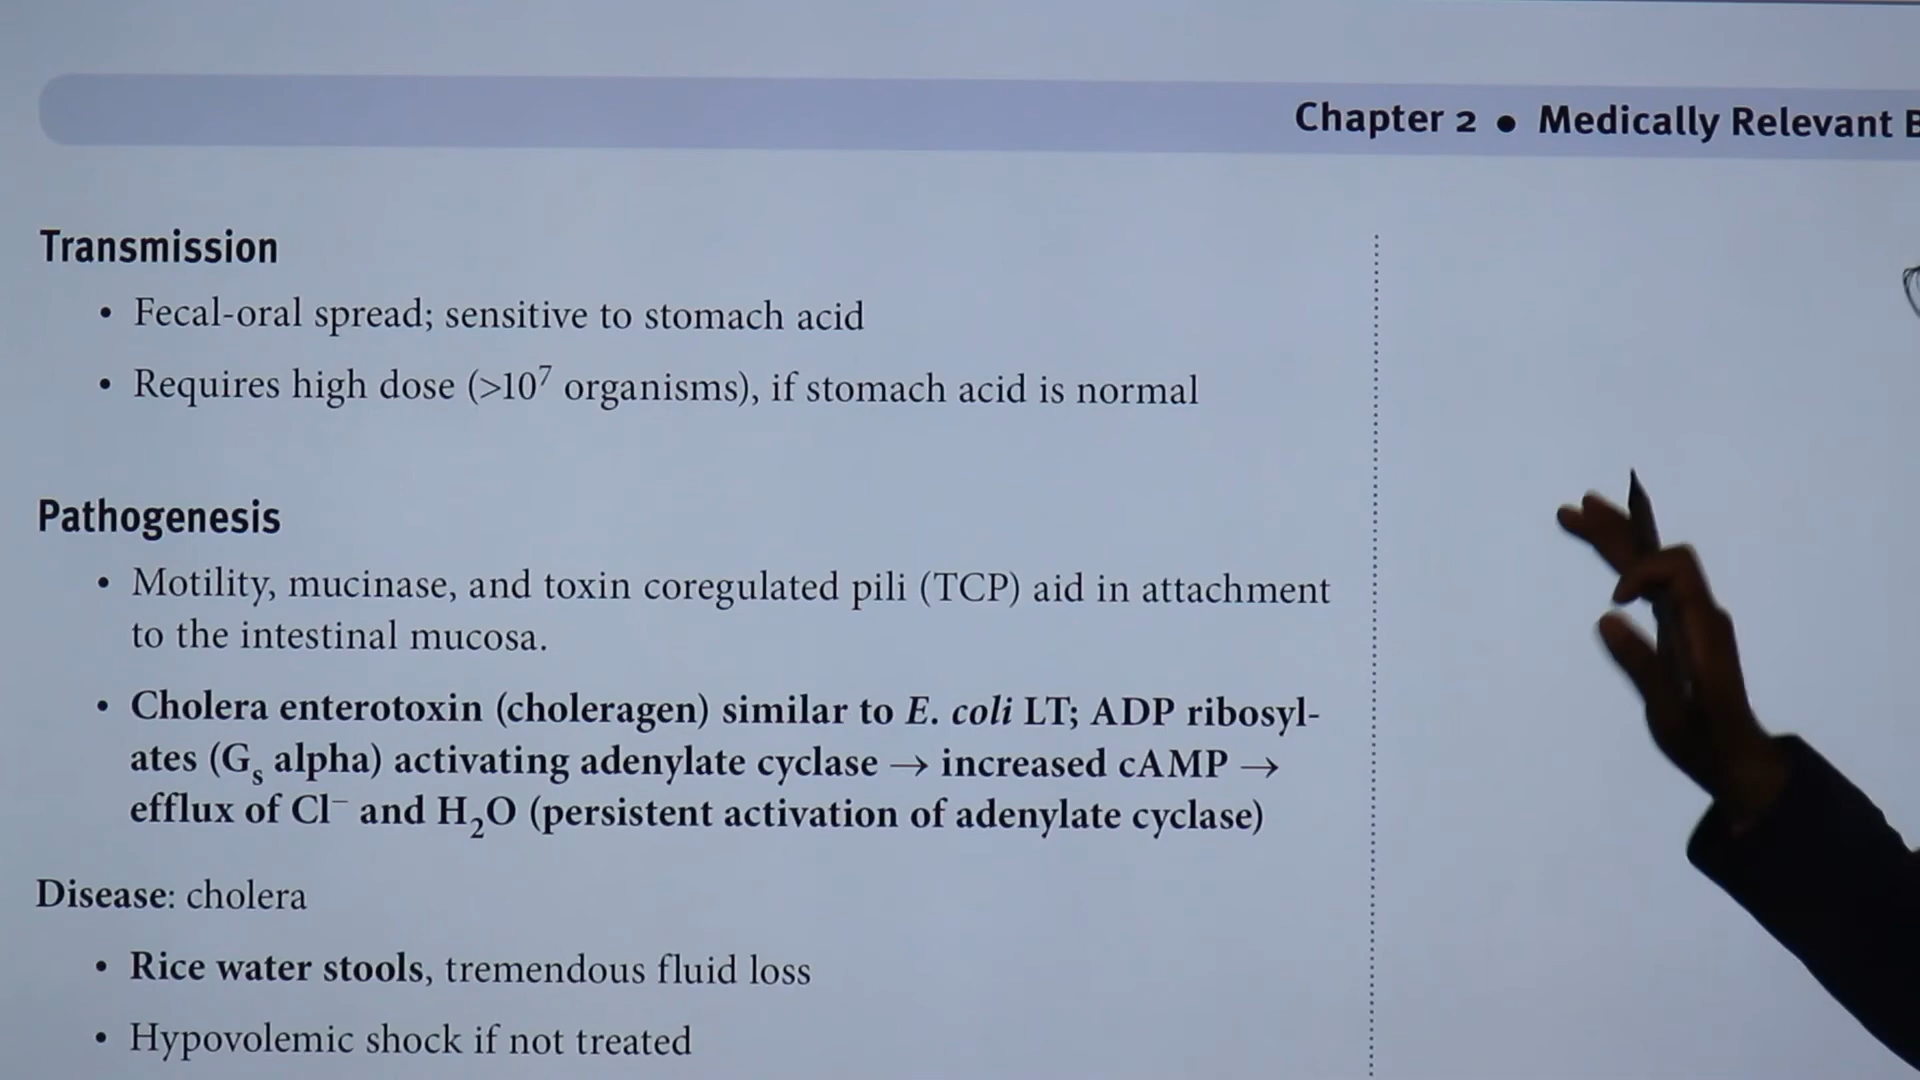 Chapter 2 • Medically Relevant B
Transmission
• Fecal-oral spread; sensitive to stomach acid
• Requires high dose (>10⁷ organisms), if stomach acid is normal
Pathogenesis
• Motility, mucinase, and toxin coregulated pili (TCP) aid in attachment
to the intestinal mucosa.
• Cholera enterotoxin (choleragen) similar to E. coli LT; ADP ribosyl-
ates (Gₛ alpha) activating adenylate cyclase → increased cAMP →
efflux of Cl⁻ and H₂O (persistent activation of adenylate cyclase)
Disease: cholera
• Rice water stools, tremendous fluid loss
• Hypovolemic shock if not treated